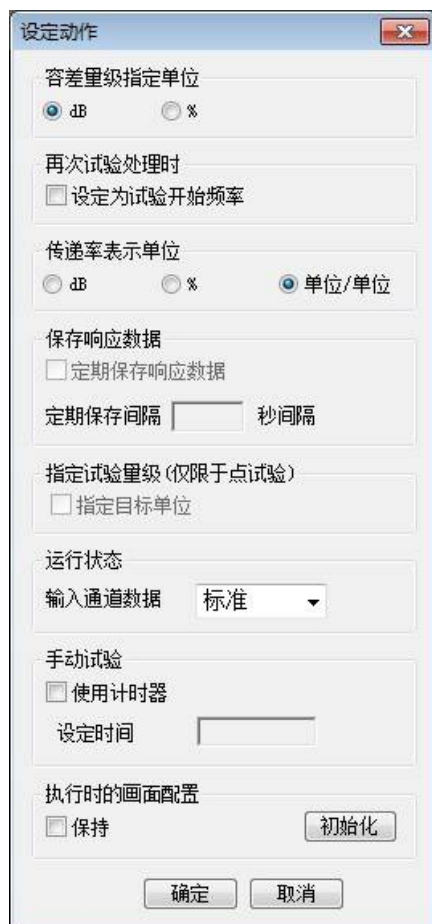 设定动作
容差量级指定单位
dB %
再次试验处理时
设定为试验开始频率
传递率表示单位
dB % 单位/单位
保存响应数据
定期保存响应数据
定期保存间隔 秒间隔
指定试验量级(仅限于点试验)
指定目标单位
运行状态
输入通道数据 标准
手动试验
使用计时器
设定时间
执行时的画面配置
保持 初始化
确定 取消